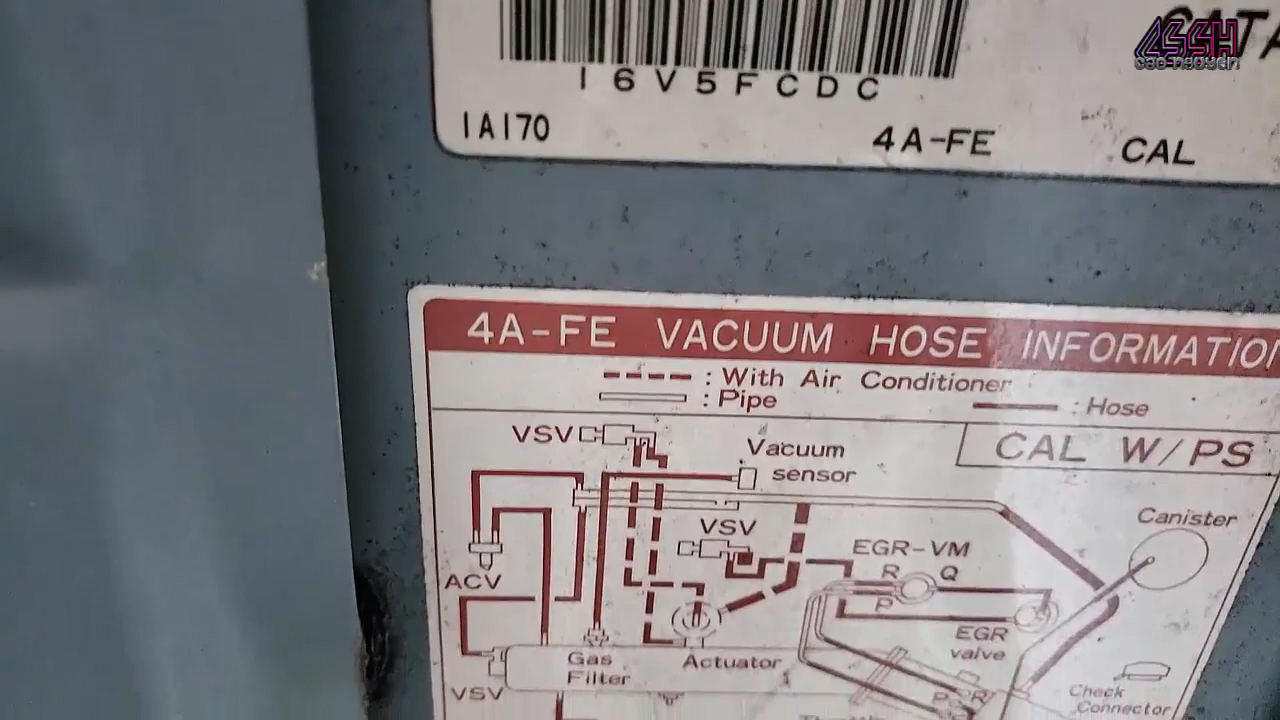 CATA
I6V5FCDC
1A170 4A-FE CAL
4A-FE VACUUM HOSE INFORMATION
: With Air Conditioner
: Pipe : Hose
CAL W/PS
VSV
Vacuum
sensor
VSV
Canister
EGR-VM
R Q
P
ACV
EGR
valve
Gas
Filter
Actuator
VSV
Check
Connector
P R